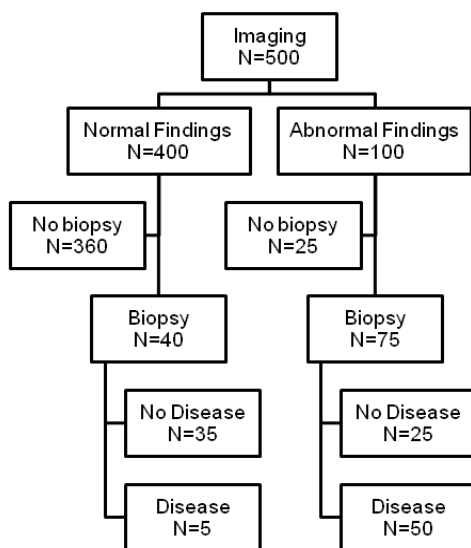 Imaging
N=500
Normal Findings
N=400
Abnormal Findings
N=100
No biopsy
N=360
No biopsy
N=25
Biopsy
N=40
Biopsy
N=75
No Disease
N=35
No Disease
N=25
Disease
N=5
Disease
N=50